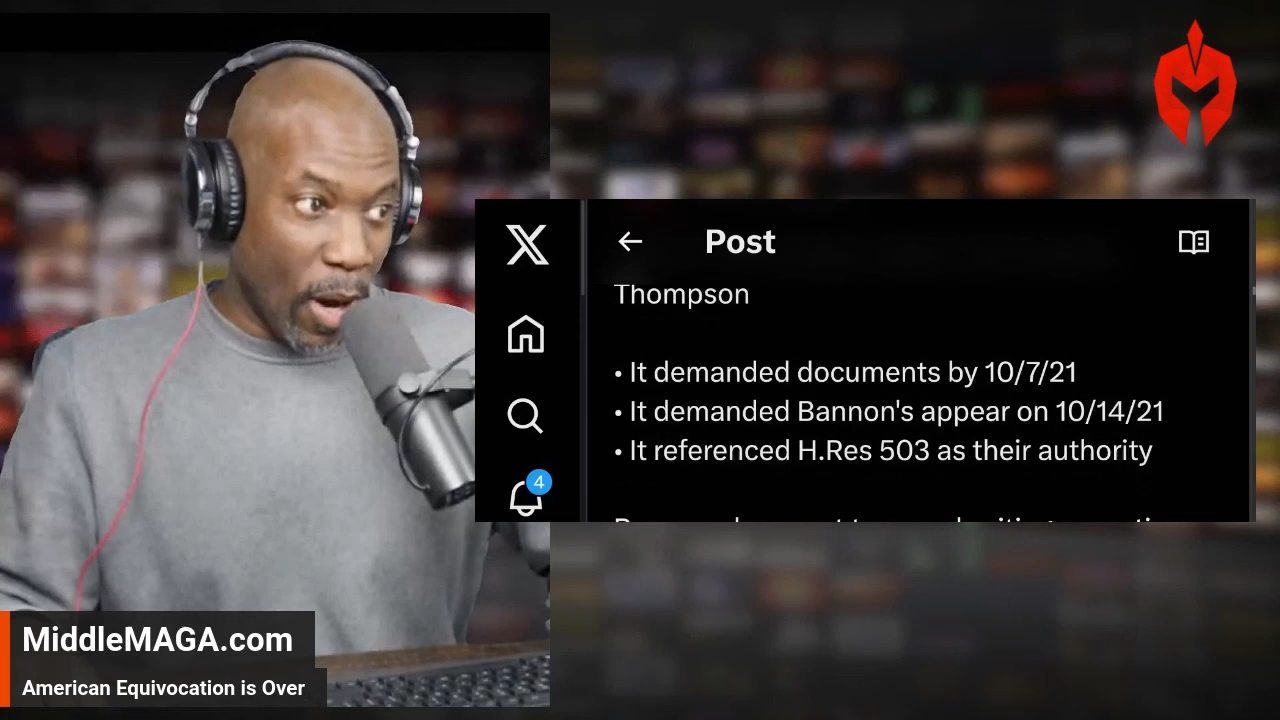 Post
Thompson
• It demanded documents by 10/7/21
• It demanded Bannon's appear on 10/14/21
• It referenced H.Res 503 as their authority
4
MiddleMAGA.com
American Equivocation is Over